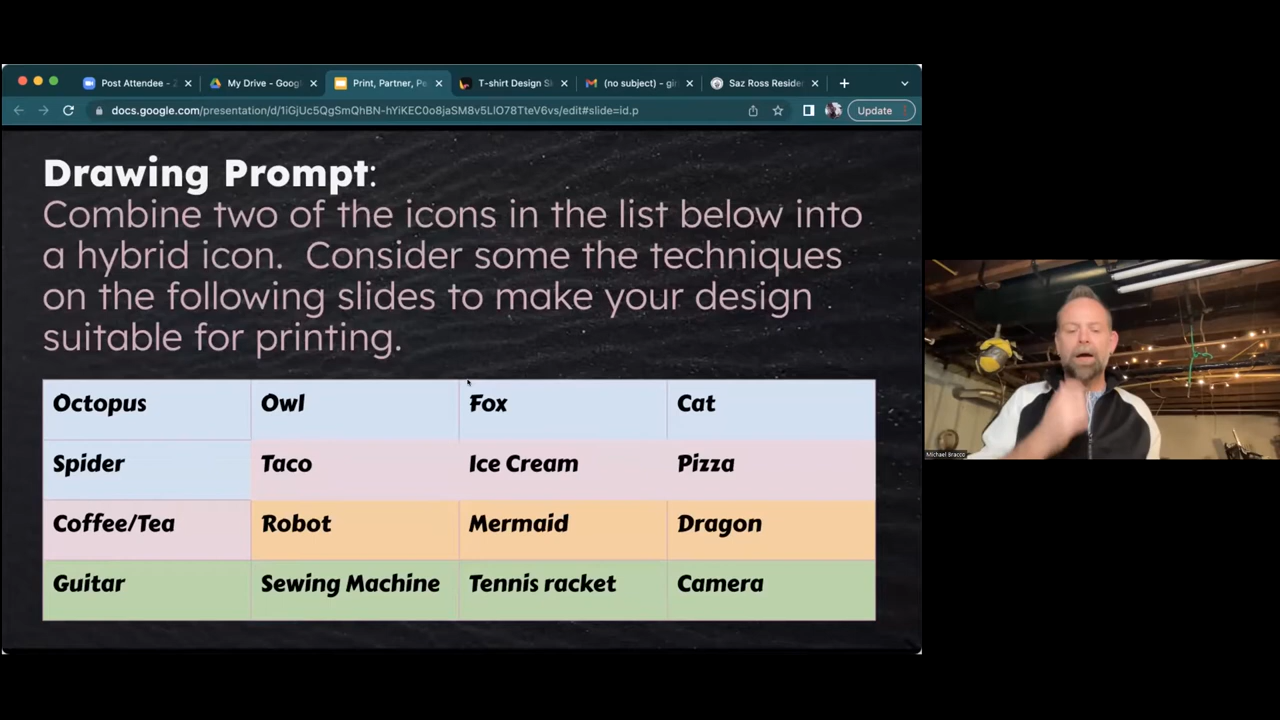 Post Attendee - Z
My Drive - Goog
Print, Partner, Pe
T-shirt Design S
(no subject) - gi
Saz Ross Reside
docs.google.com/presentation/d/1iGjUc5QgSmQhBN-hYiKEC0o8jaSM8v5LIO78TteV6vs/edit#slide=id.p
Update
Drawing Prompt:
Combine two of the icons in the list below into
a hybrid icon. Consider some the techniques
on the following slides to make your design
suitable for printing.
Octopus Owl Fox Cat
Spider Taco Ice Cream Pizza
Coffee/Tea Robot Mermaid Dragon
Guitar Sewing Machine Tennis racket Camera
Michael Bracco